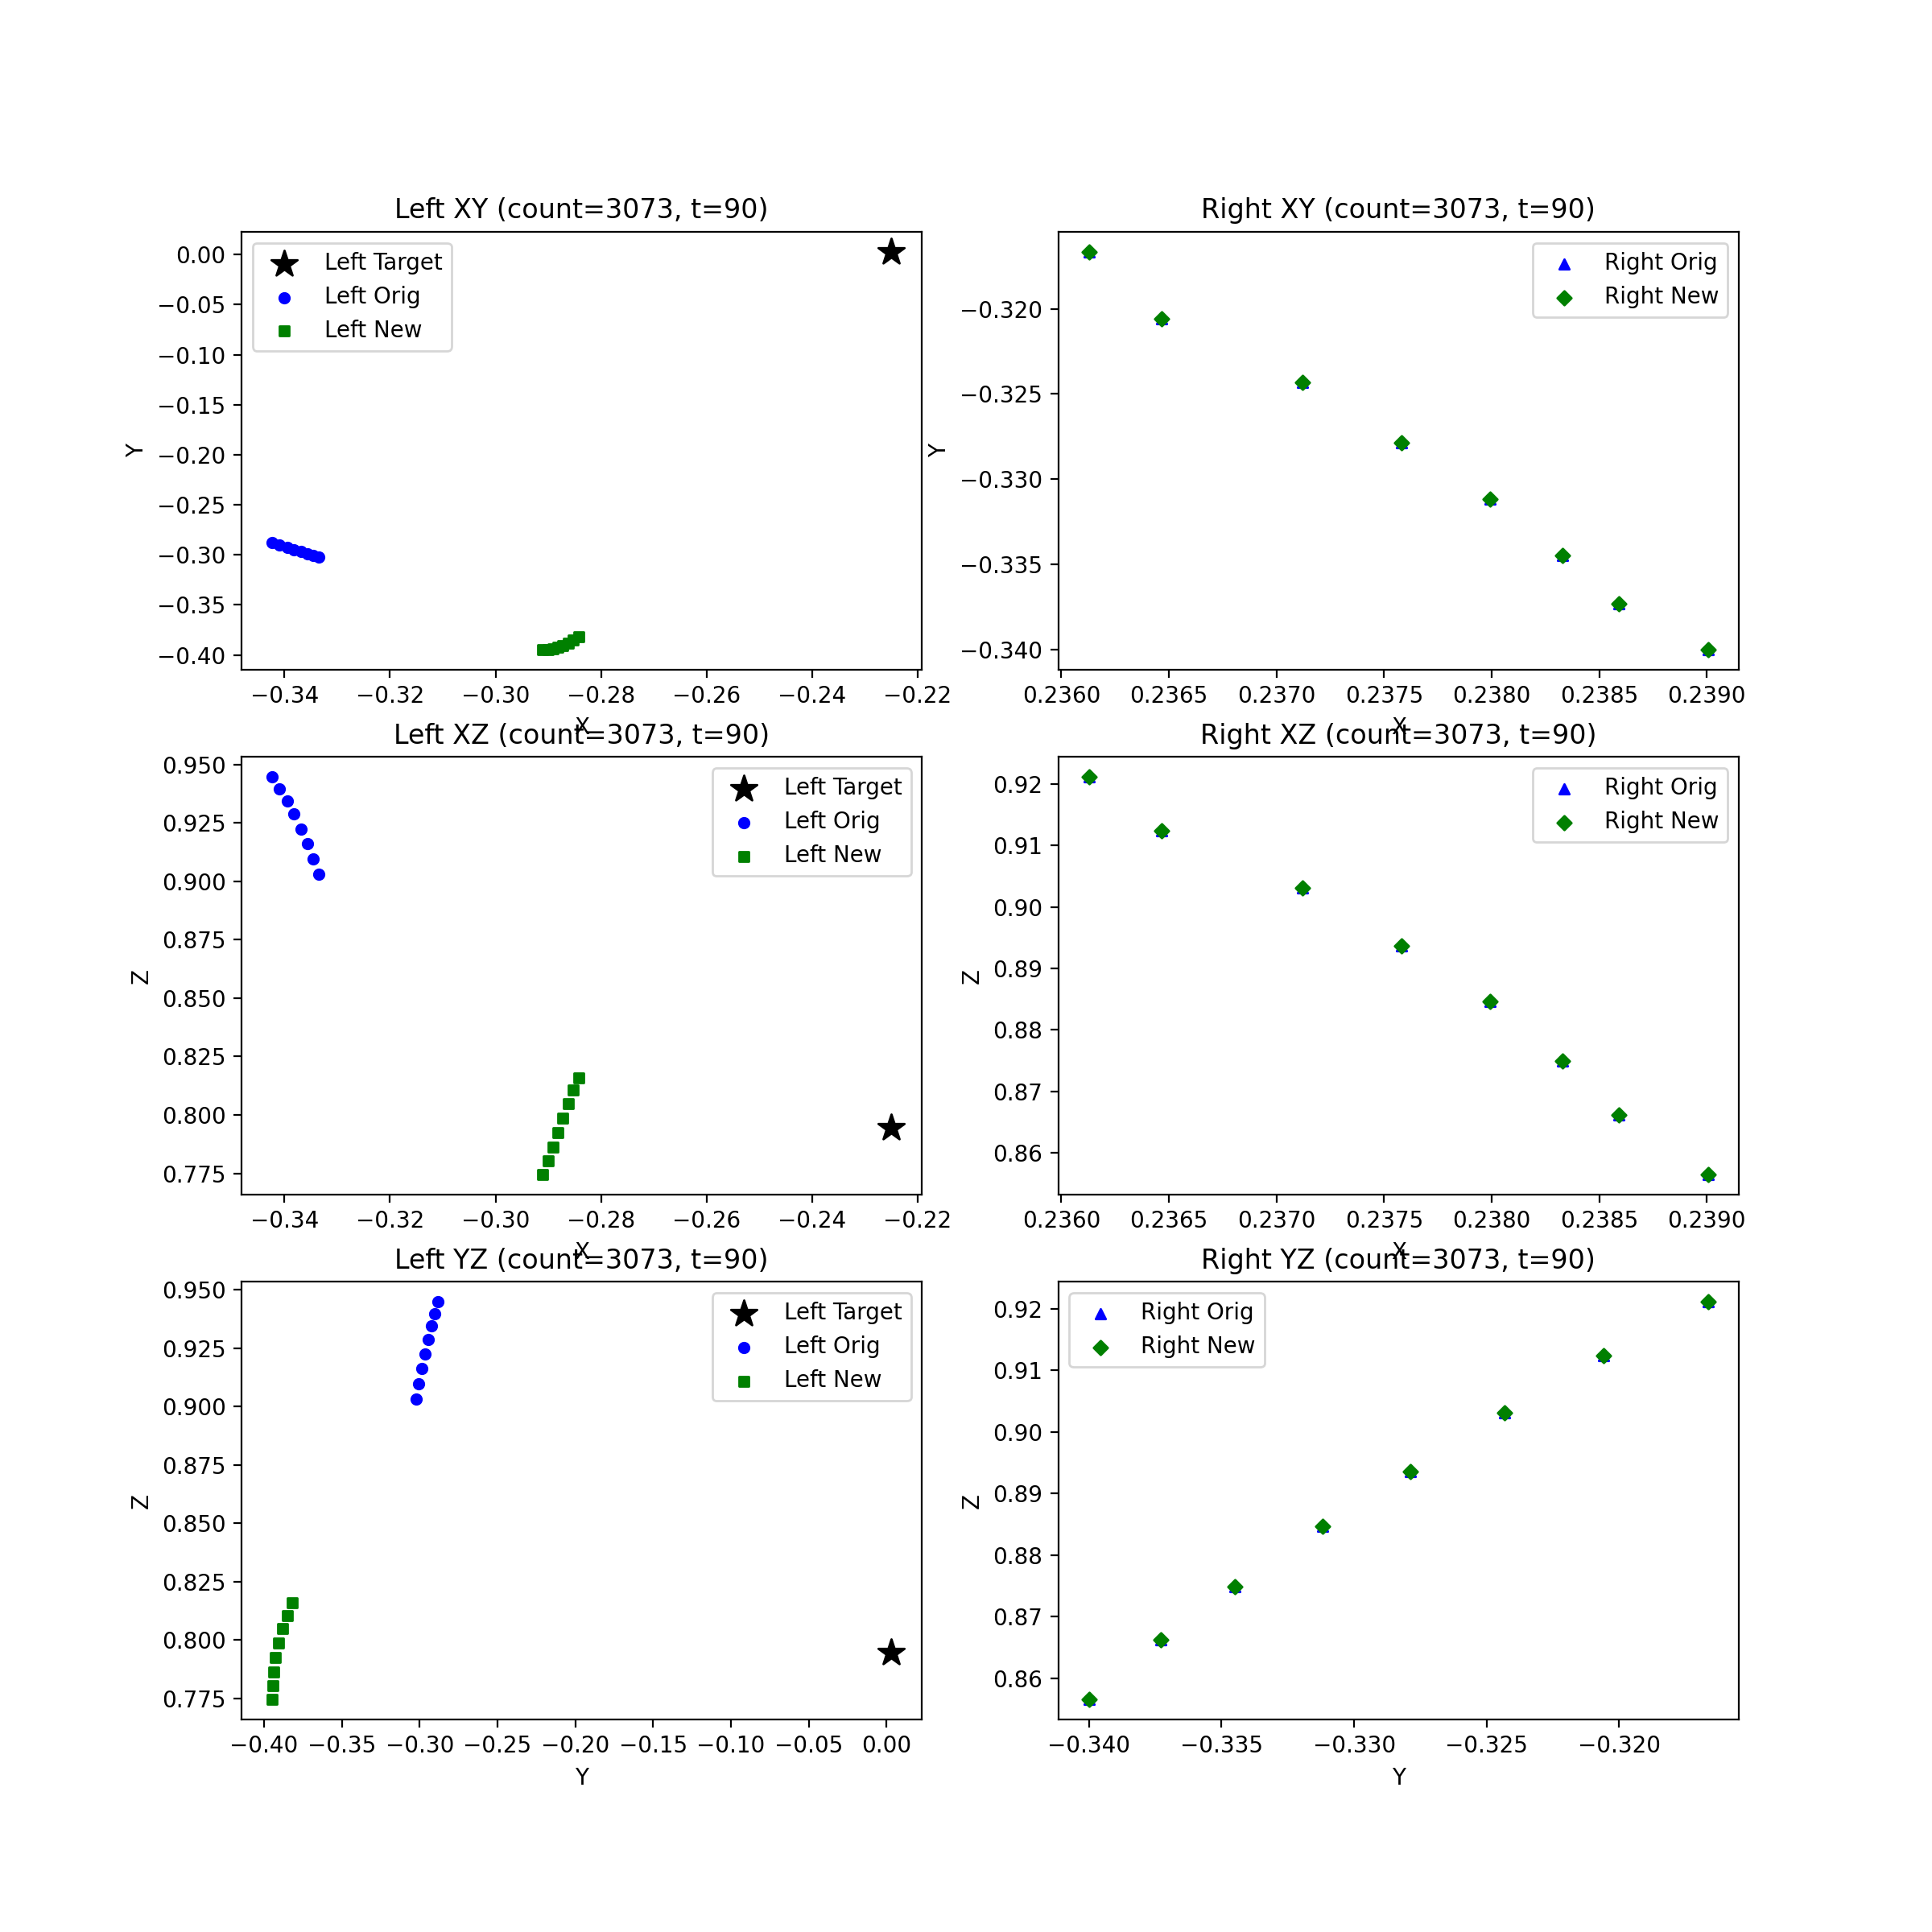 Left XY (count=3073, t=90)
Left Target
Left Orig
Left New
0.00
−0.05
−0.10
−0.15
−0.20
−0.25
−0.30
−0.35
−0.40
Y
−0.34 −0.32 −0.30 −0.28 −0.26 −0.24 −0.22
X
Right XY (count=3073, t=90)
Right Orig
Right New
−0.320
−0.325
−0.330
−0.335
−0.340
Y
0.2360 0.2365 0.2370 0.2375 0.2380 0.2385 0.2390
X
Left XZ (count=3073, t=90)
Left Target
Left Orig
Left New
0.950
0.925
0.900
0.875
0.850
0.825
0.800
0.775
Z
−0.34 −0.32 −0.30 −0.28 −0.26 −0.24 −0.22
X
Right XZ (count=3073, t=90)
Right Orig
Right New
0.92
0.91
0.90
0.89
0.88
0.87
0.86
Z
0.2360 0.2365 0.2370 0.2375 0.2380 0.2385 0.2390
X
Left YZ (count=3073, t=90)
Left Target
Left Orig
Left New
0.950
0.925
0.900
0.875
0.850
0.825
0.800
0.775
Z
−0.40 −0.35 −0.30 −0.25 −0.20 −0.15 −0.10 −0.05 0.00
Y
Right YZ (count=3073, t=90)
Right Orig
Right New
0.92
0.91
0.90
0.89
0.88
0.87
0.86
Z
−0.340 −0.335 −0.330 −0.325 −0.320
Y